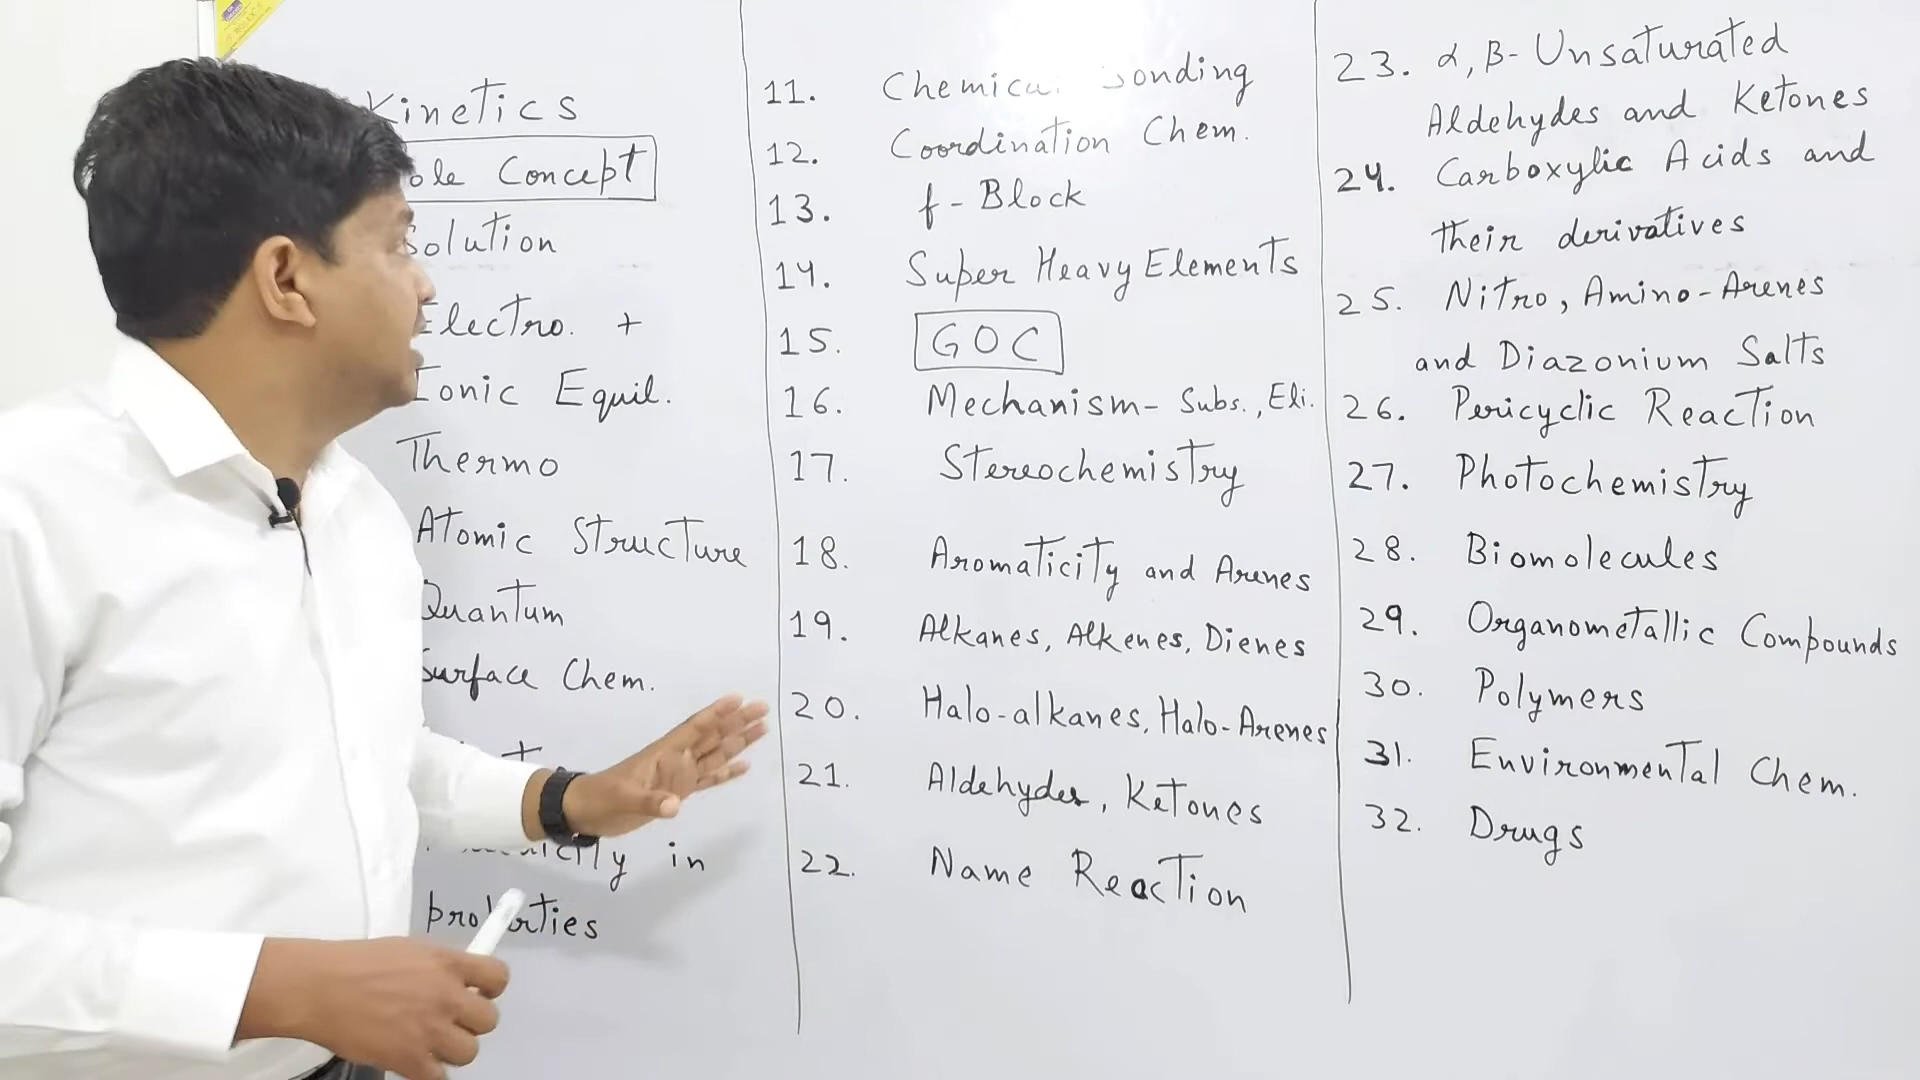 Kinetics
ole Concept
Solution
Electro. +
Ionic Equil.
Thermo
Atomic Structure
Quantum
Surface Chem.
in
properties
11. Chemical Bonding
12. Coordination Chem.
13. f-Block
14. Super Heavy Elements
15. GOC
16. Mechanism- Subs., Eli.
17. Stereochemistry
18. Aromaticity and Arenes
19. Alkanes, Alkenes, Dienes
20. Halo-alkanes, Halo-Arenes
21. Aldehydes, Ketones
22. Name Reaction
23. α, β- Unsaturated
Aldehydes and Ketones
24. Carboxylic Acids and
their derivatives
25. Nitro, Amino-Arenes
and Diazonium Salts
26. Pericyclic Reaction
27. Photochemistry
28. Biomolecules
29. Organometallic Compounds
30. Polymers
31. Environmental Chem.
32. Drugs